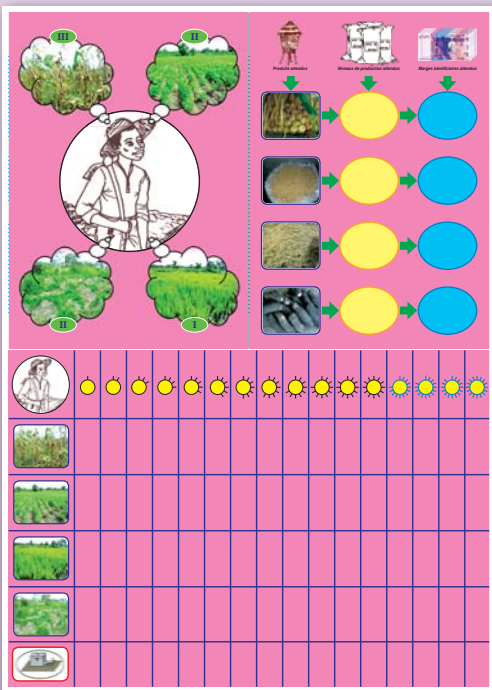 III
II
Produits attendus
Niveaux de production attendus
Marges bénéficiaires attendues
II
I